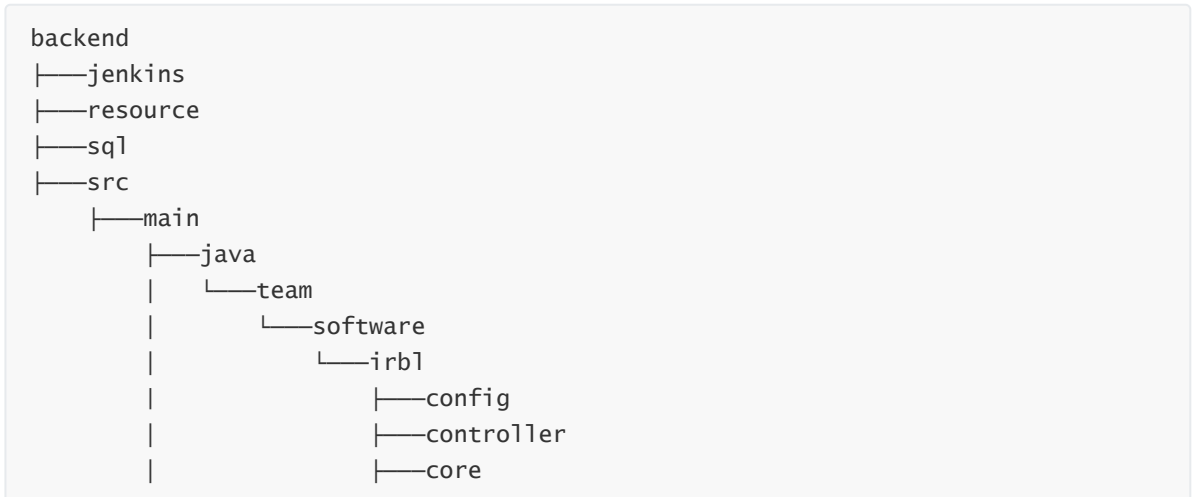 backend
├───jenkins
├───resource
├───sql
├───src
    ├───main
        ├───java
        │   └───team
        │       └───software
        │           └───irbl
        │               ├───config
        │               ├───controller
        │               ├───core